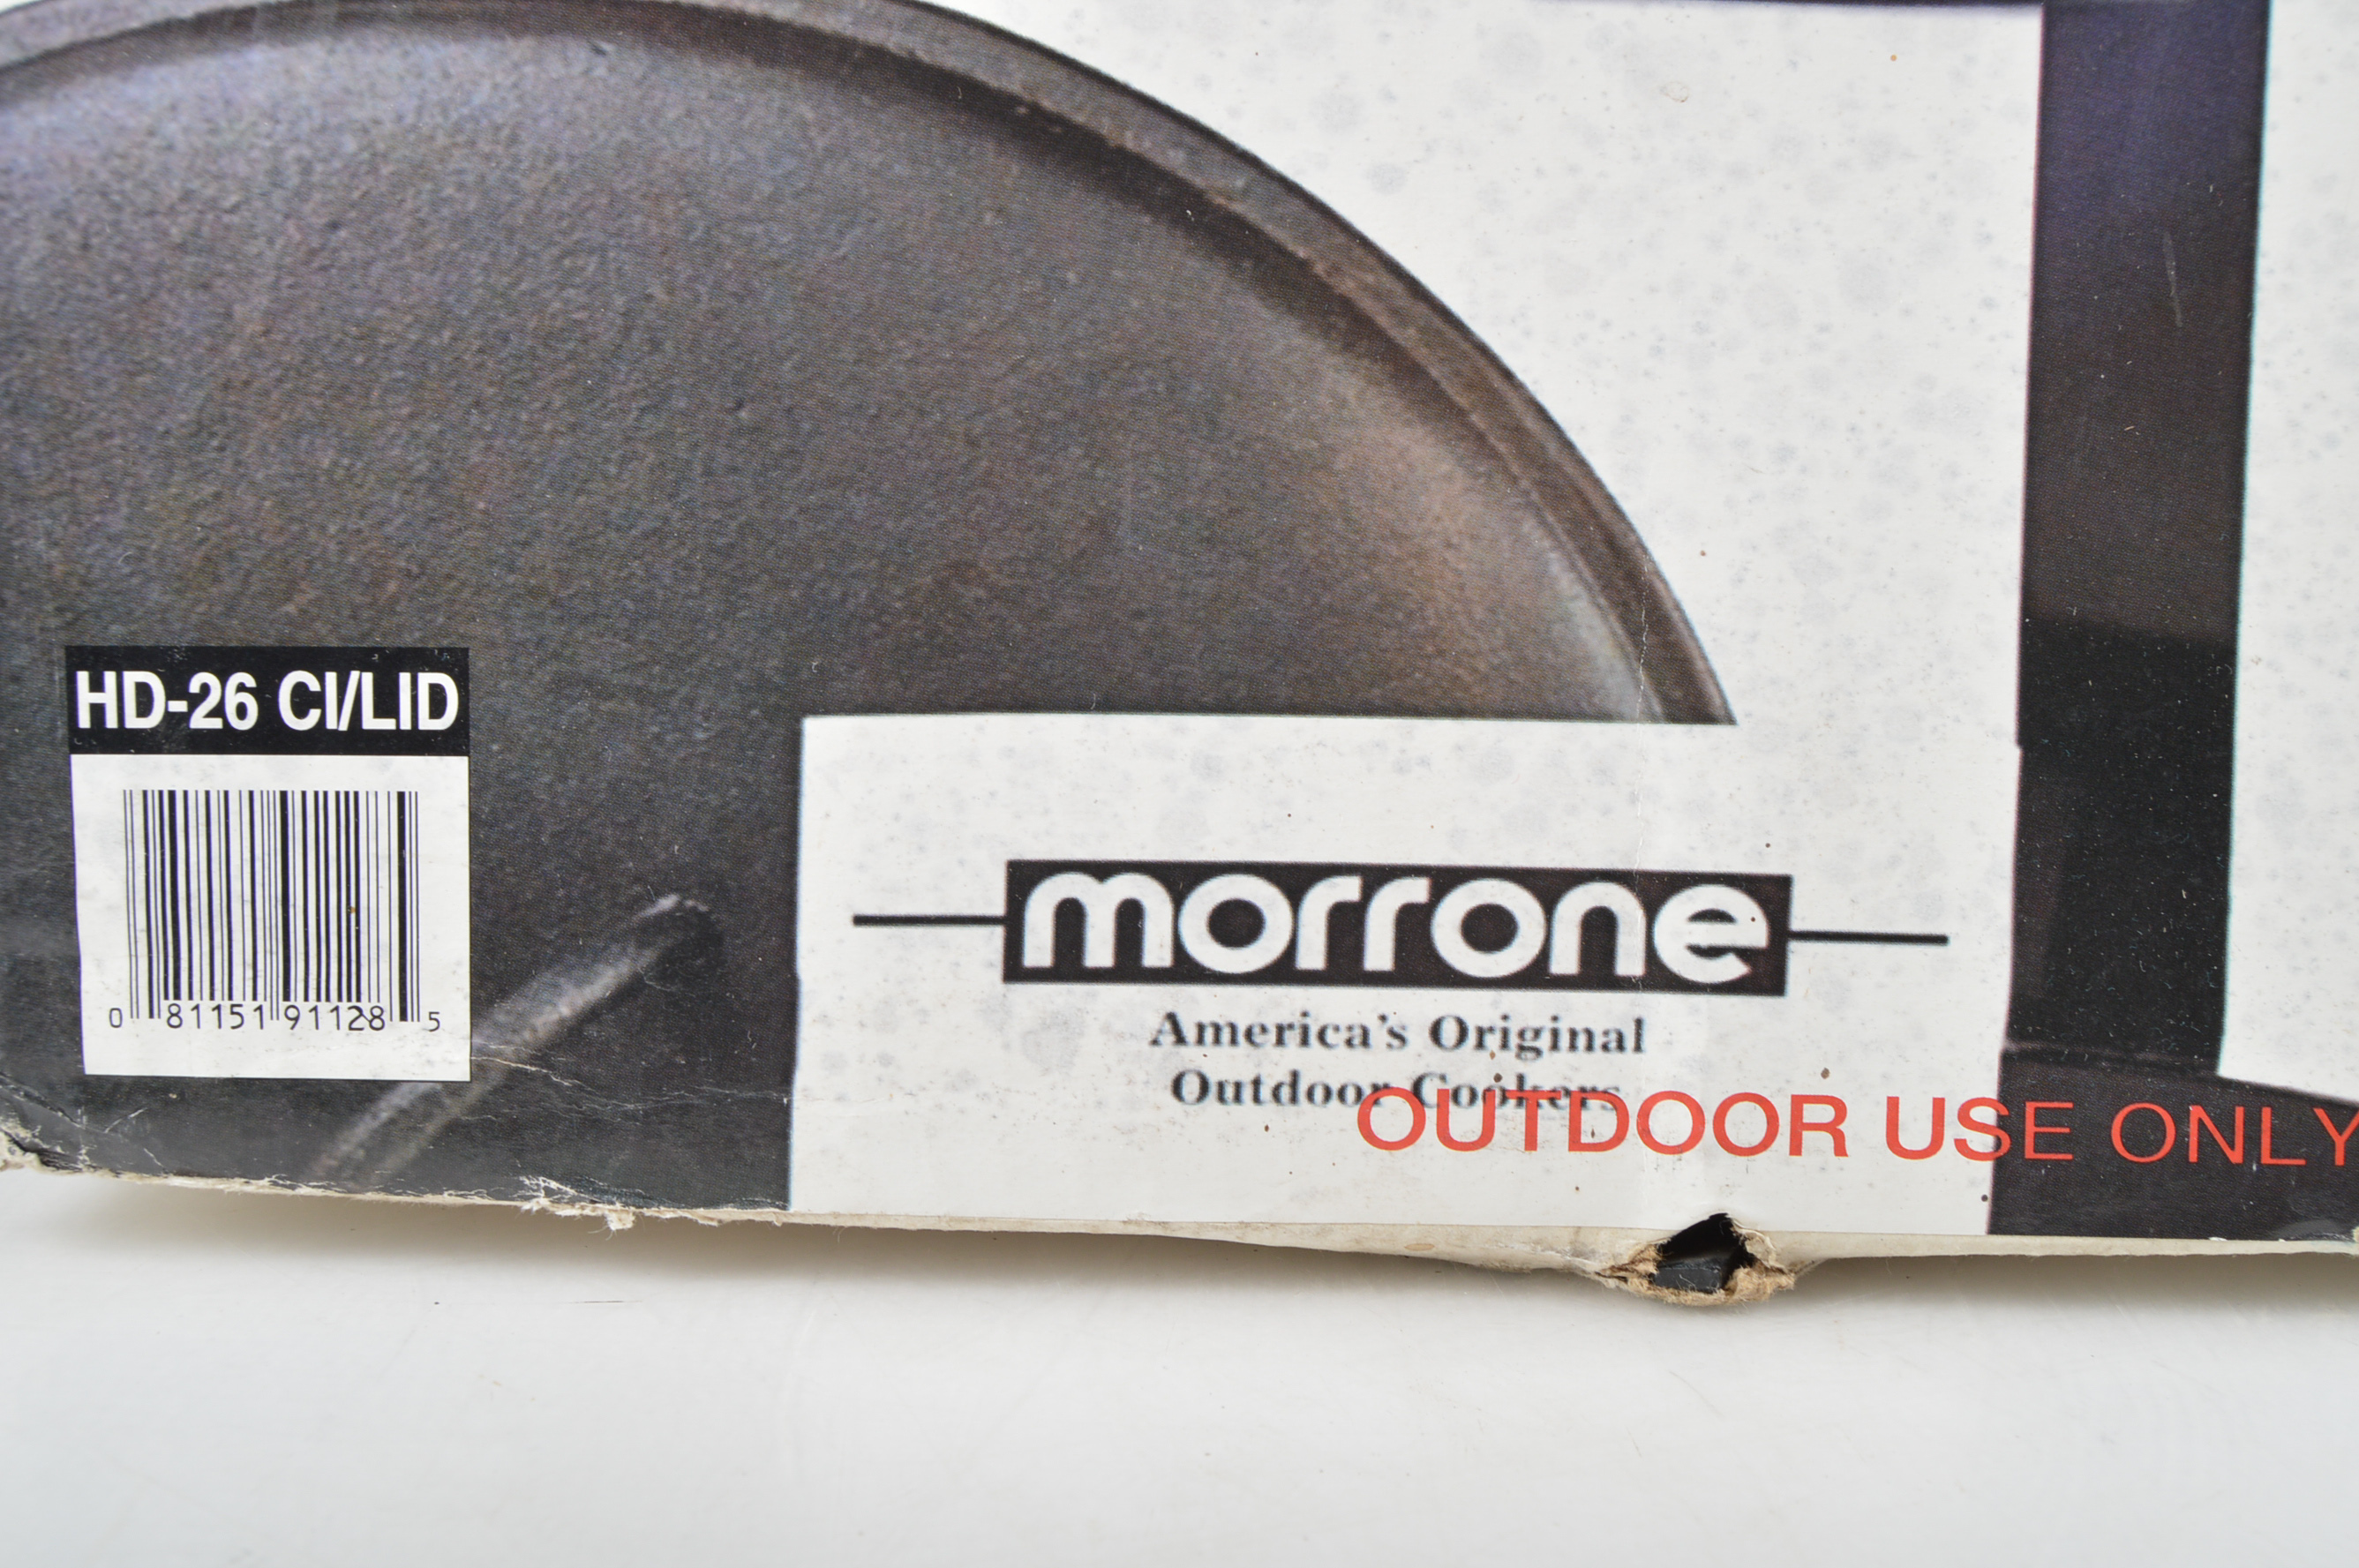 HD-26 CI/LID
0 81151 91128 5
morrone
America's Original
Outdoor Cookers
OUTDOOR USE ONLY